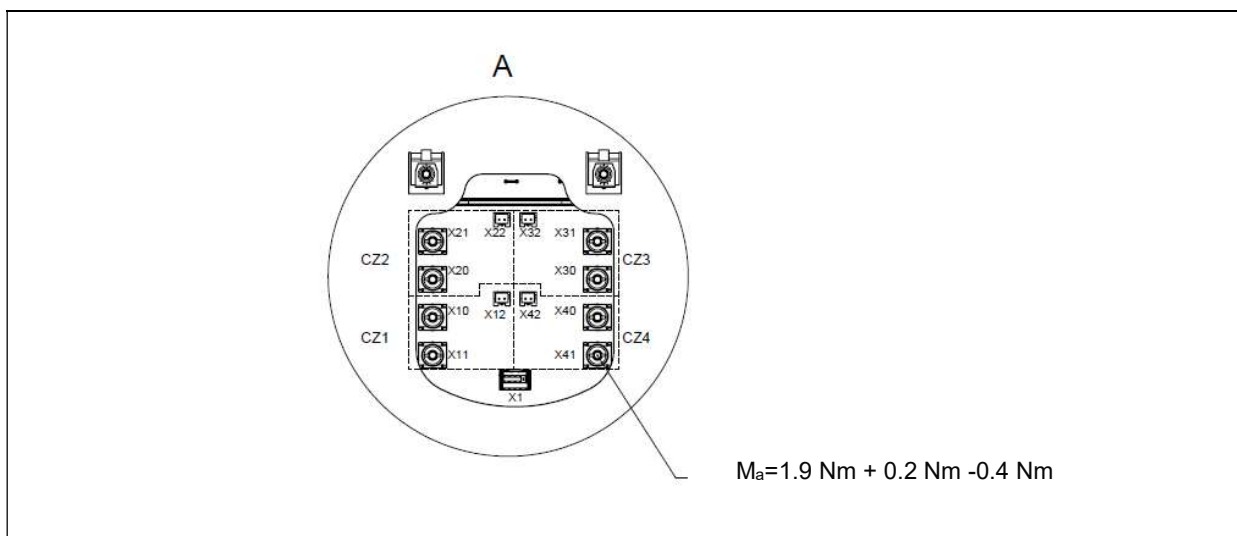 A
X21 X22 X32 X31
CZ2 CZ3
X20 X30
X10 X12 X42 X40
CZ1 CZ4
X11 X41
X1
Mₐ=1.9 Nm + 0.2 Nm -0.4 Nm